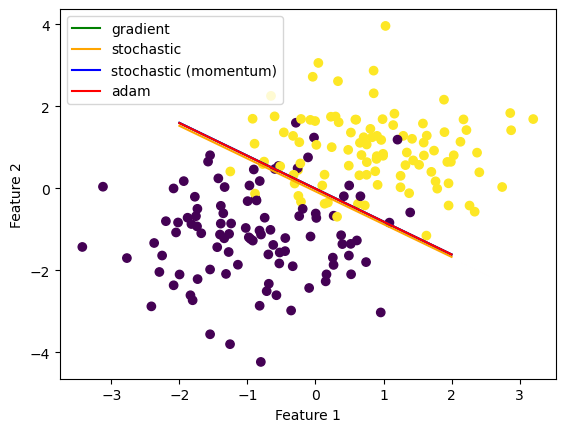 gradient
stochastic
stochastic (momentum)
adam
4
2
0
−2
−4
Feature 2
−3
−2
−1
0
1
2
3
Feature 1